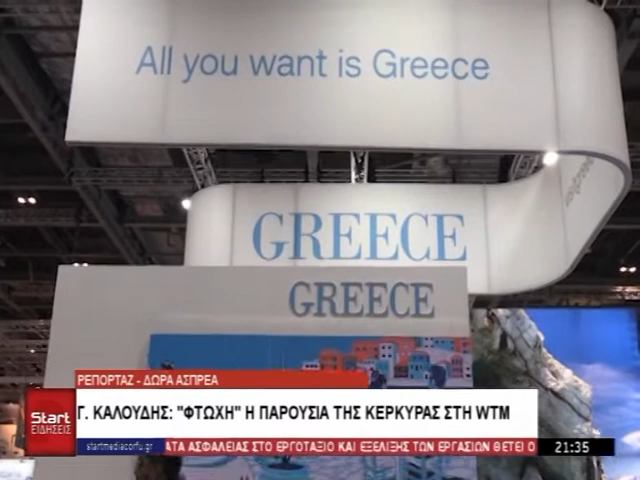 All you want is Greece
GREECE
GREECE
ΡΕΠΟΡΤΑΖ - ΔΩΡΑ ΑΣΠΡΕΑ
Γ. ΚΑΛΟΥΔΗΣ: "ΦΤΩΧΗ" Η ΠΑΡΟΥΣΙΑ ΤΗΣ ΚΕΡΚΥΡΑΣ ΣΤΗ WTM
Start
ΕΙΔΗΣΕΙΣ
startmediacorfu.gr
ΑΤΑ ΑΣΦΑΛΕΙΑΣ ΣΤΟ ΕΡΓΟΤΑΞΙΟ ΚΑΙ ΕΞΕΛΙΞΗΣ ΤΩΝ ΕΡΓΑΣΙΩΝ ΘΕΤΕΙ Ο
21:35